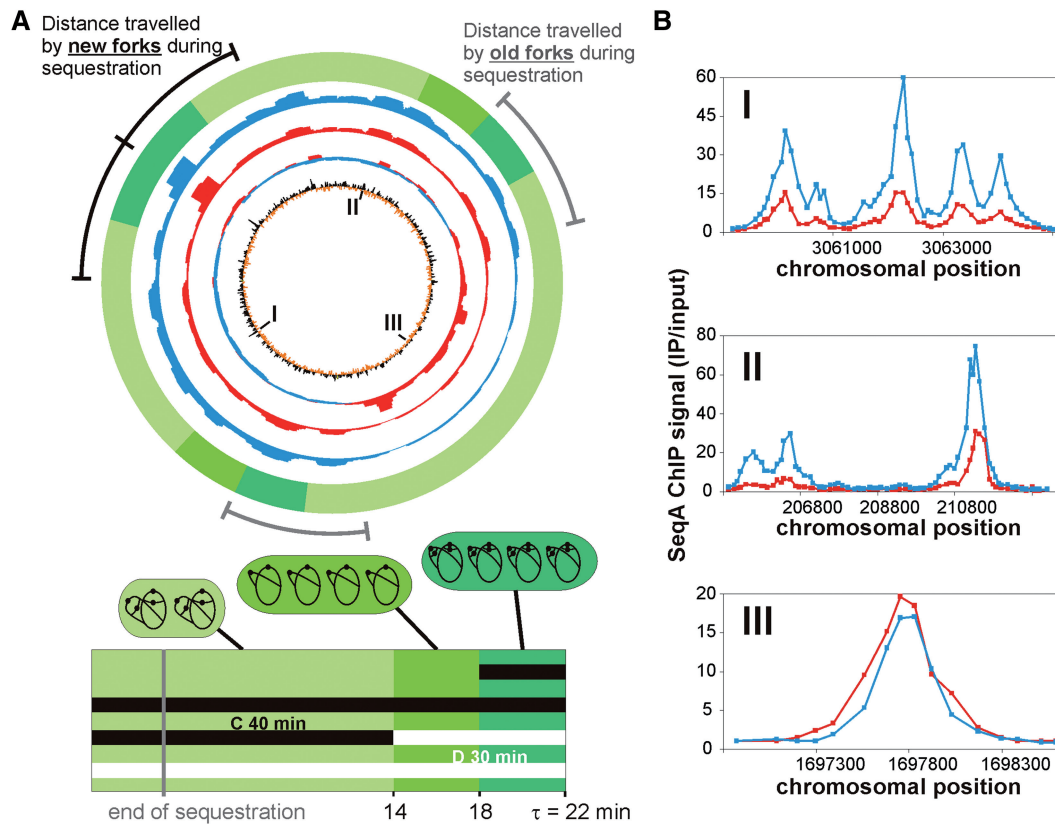 A
Distance travelled
by new forks during
sequestration
Distance travelled
by old forks during
sequestration
I
II
III
C 40 min
D 30 min
end of sequestration
14
18
τ = 22 min
B
SeqA ChIP signal (IP/input)
I
60
45
30
15
0
3061000
3063000
chromosomal position
II
80
60
40
20
0
206800
208800
210800
chromosomal position
III
20
15
10
5
0
1697300
1697800
1698300
chromosomal position